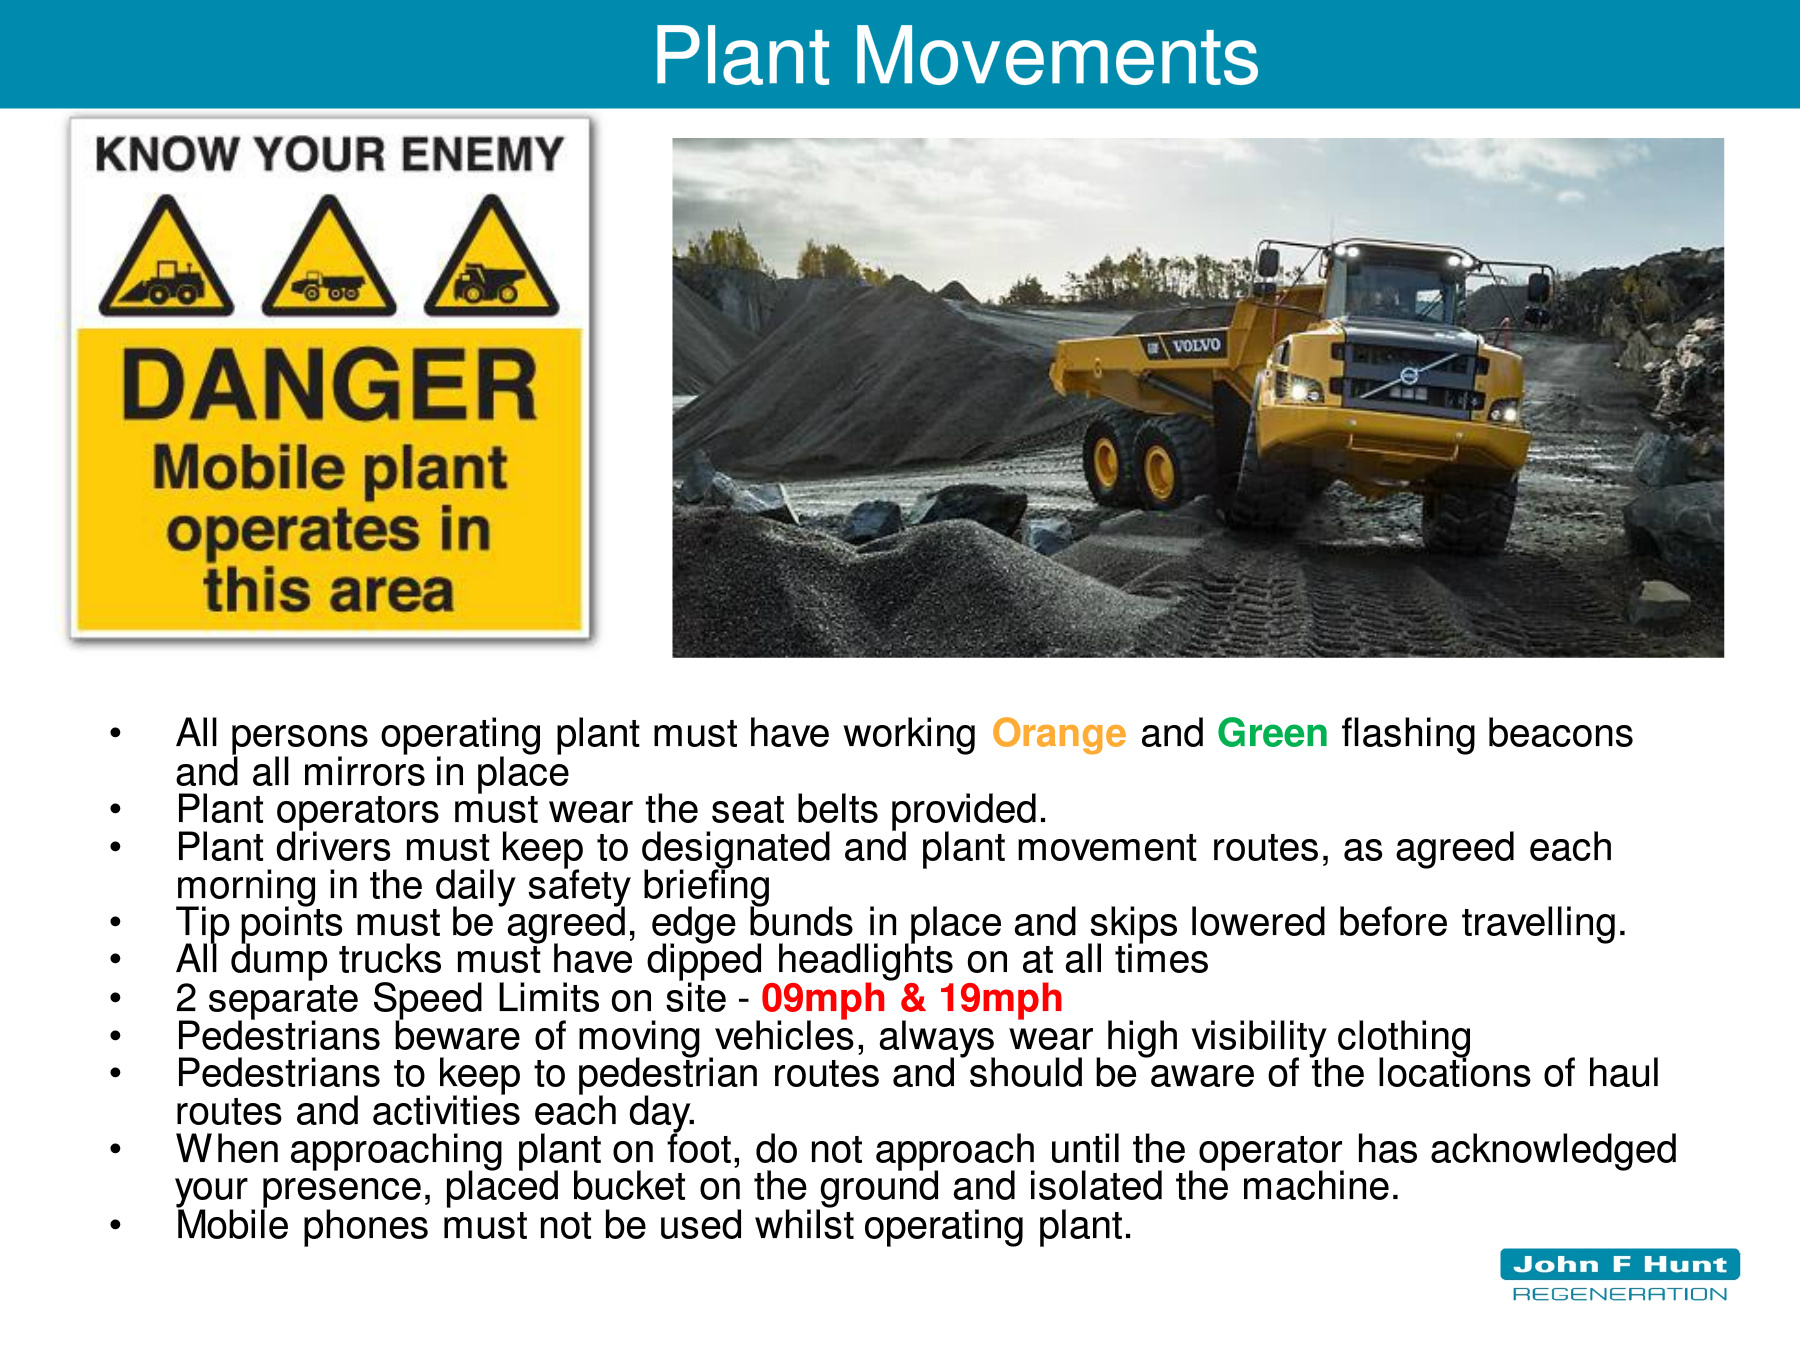 Plant Movements
KNOW YOUR ENEMY
DANGER
Mobile plant
operates in
this area
VOLVO
• All persons operating plant must have working Orange and Green flashing beacons
and all mirrors in place
• Plant operators must wear the seat belts provided.
• Plant drivers must keep to designated and plant movement routes, as agreed each
morning in the daily safety briefing
• Tip points must be agreed, edge bunds in place and skips lowered before travelling.
• All dump trucks must have dipped headlights on at all times
• 2 separate Speed Limits on site - 09mph & 19mph
• Pedestrians beware of moving vehicles, always wear high visibility clothing
• Pedestrians to keep to pedestrian routes and should be aware of the locations of haul
routes and activities each day.
• When approaching plant on foot, do not approach until the operator has acknowledged
your presence, placed bucket on the ground and isolated the machine.
• Mobile phones must not be used whilst operating plant.
John F Hunt
REGENERATION